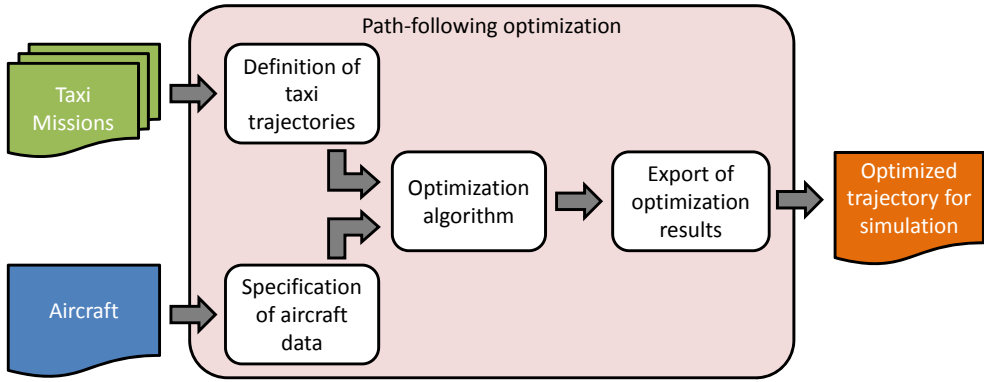 Path-following optimization
Taxi
Missions
Definition of
taxi
trajectories
Optimization
algorithm
Export of
optimization
results
Optimized
trajectory for
simulation
Aircraft
Specification
of aircraft
data